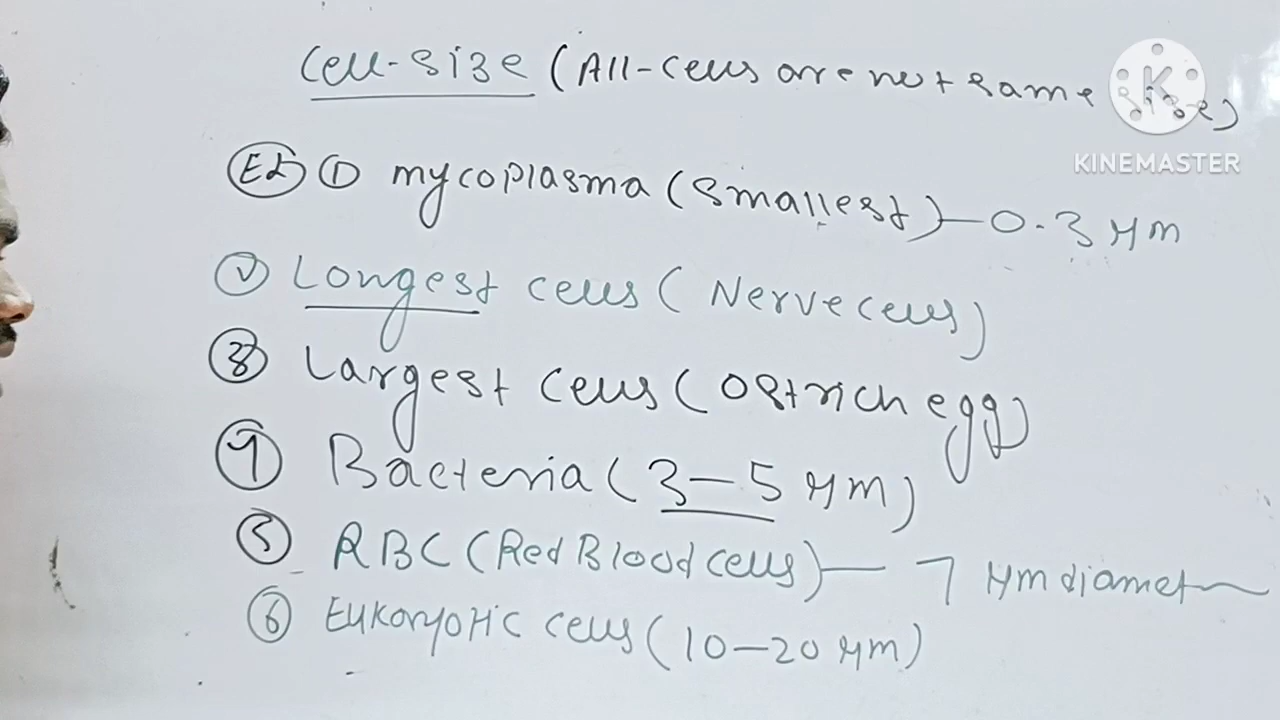 Cell-size (All-cells are not same size)
Ex ① mycoplasma (smallest) — 0.3 μm
② Longest cells (Nerve cells)
③ Largest cells (Ostrich egg)
④ Bacteria (3—5 μm)
⑤ RBC (Red Blood cells) — 7 μm diameter
⑥ Eukaryotic cells (10—20 μm)
K
KINEMASTER